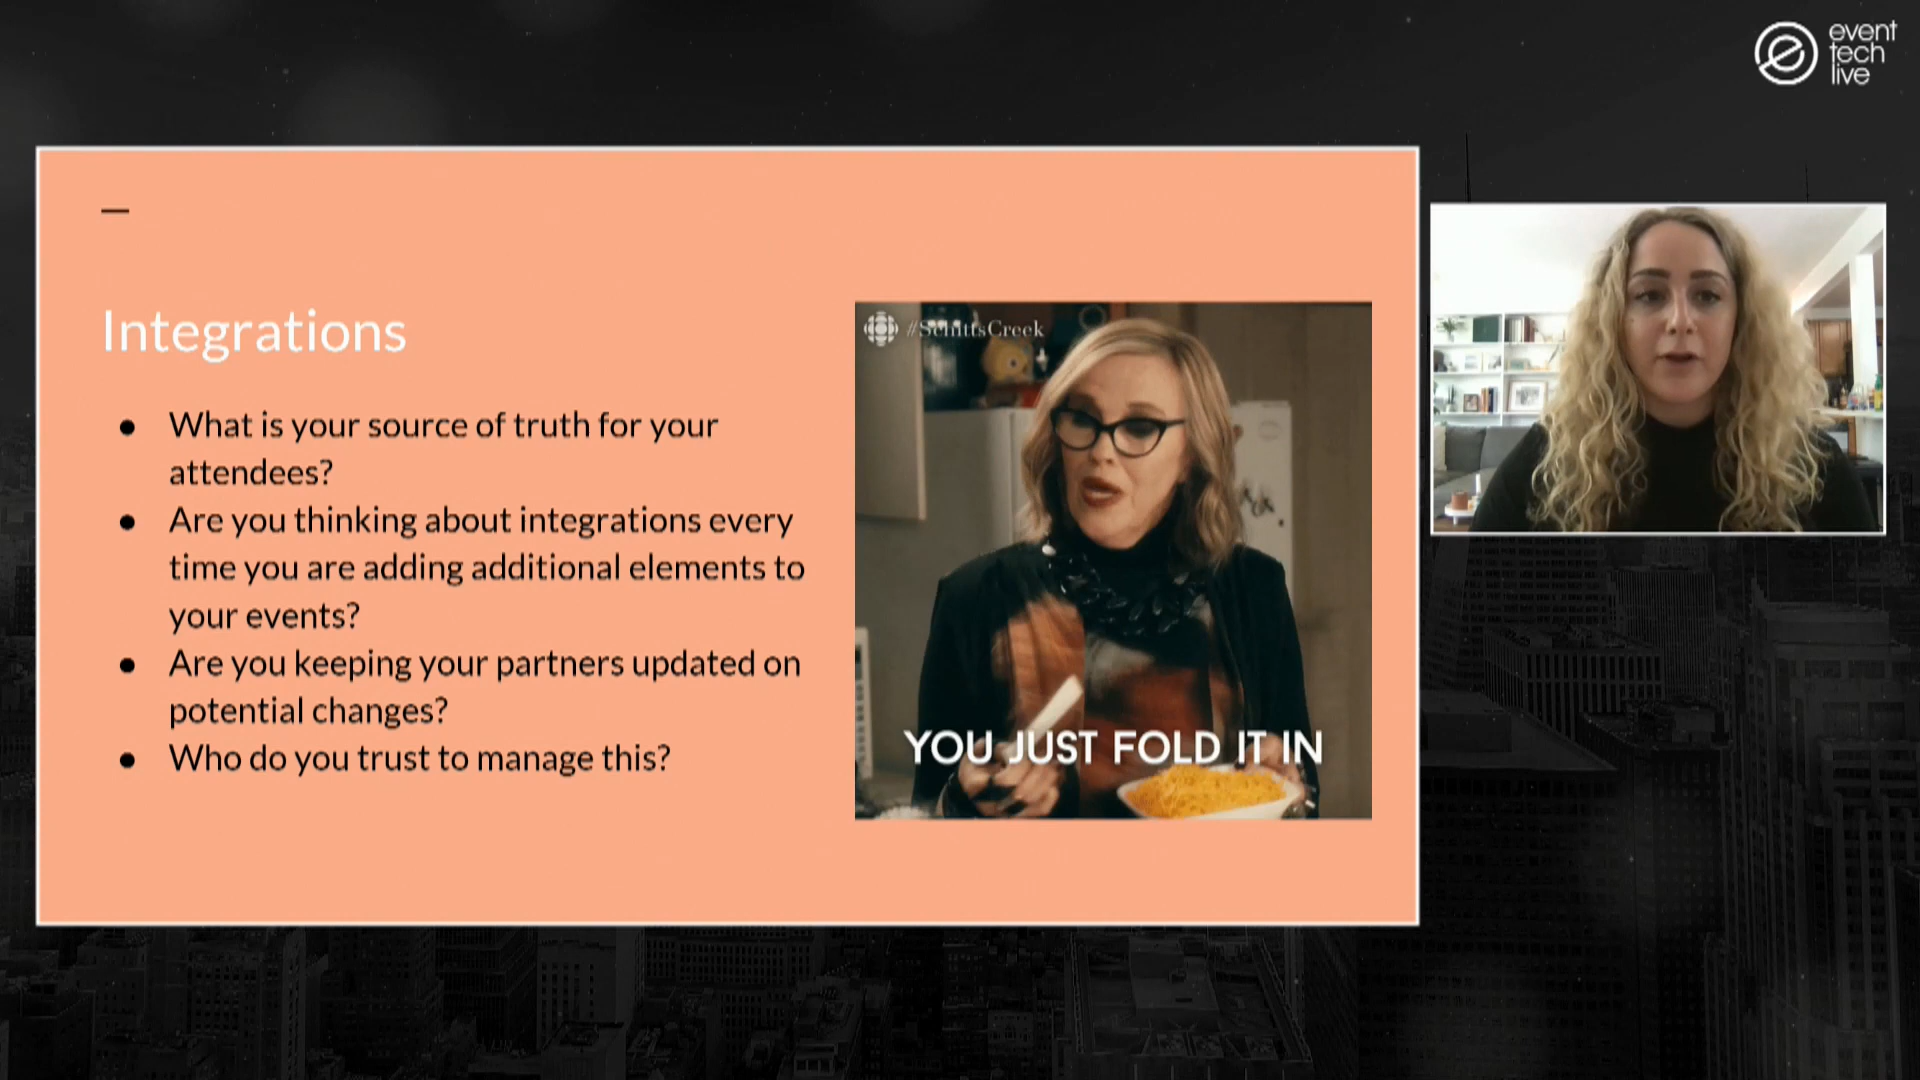 event
tech
live
Integrations
What is your source of truth for your
attendees?
Are you thinking about integrations every
time you are adding additional elements to
your events?
Are you keeping your partners updated on
potential changes?
Who do you trust to manage this?
#SchittsCreek
YOU JUST FOLD IT IN